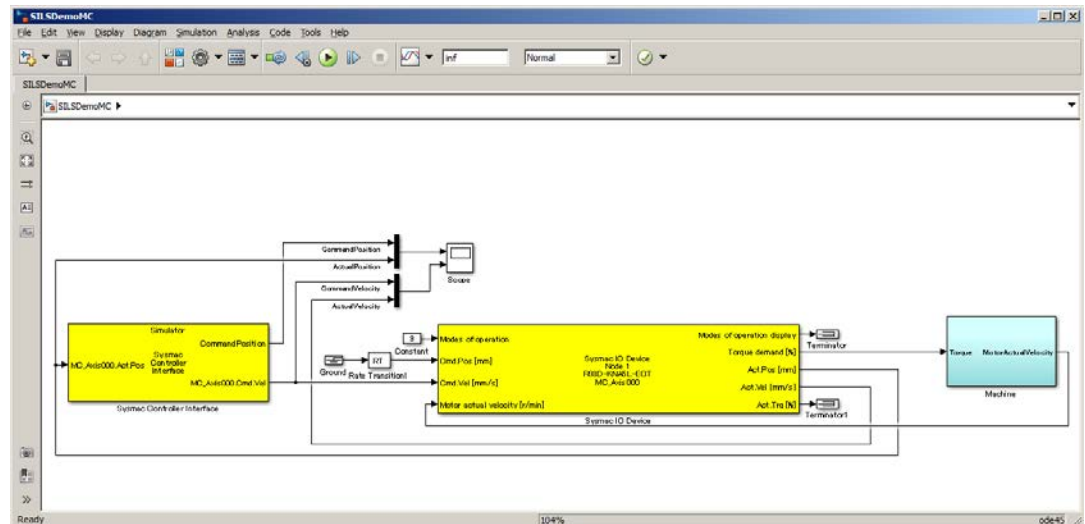 SILSDemoMC
File Edit View Display Diagram Simulation Analysis Code Tools Help
inf Normal
SILSDemoMC
SILSDemoMC
CommandPosition
ActualPosition
CommandVelocity
ActualVelocity
Scope
Simulator
CommandPosition
Sysmac
Controller
Interface
MC_Axis000.Act.Pos
MC_Axis000.Cmd.Vel
Sysmac Controller Interface
Constant
Ground
RT
Rate Transition1
Modes of operation
Cmd.Pos [mm]
Cmd.Vel [mm/s]
Motor actual velocity [r/min]
Sysmac IO Device
Node 1
R88D-KNA5L-ECT
MC_Axis000
Modes of operation display
Torque demand [%]
Act.Pos [mm]
Act.Vel [mm/s]
Act.Trq [%]
Sysmac IO Device
Terminator
Terminator1
Torque MotorActualVelocity
Machine
Ready 104% ode45